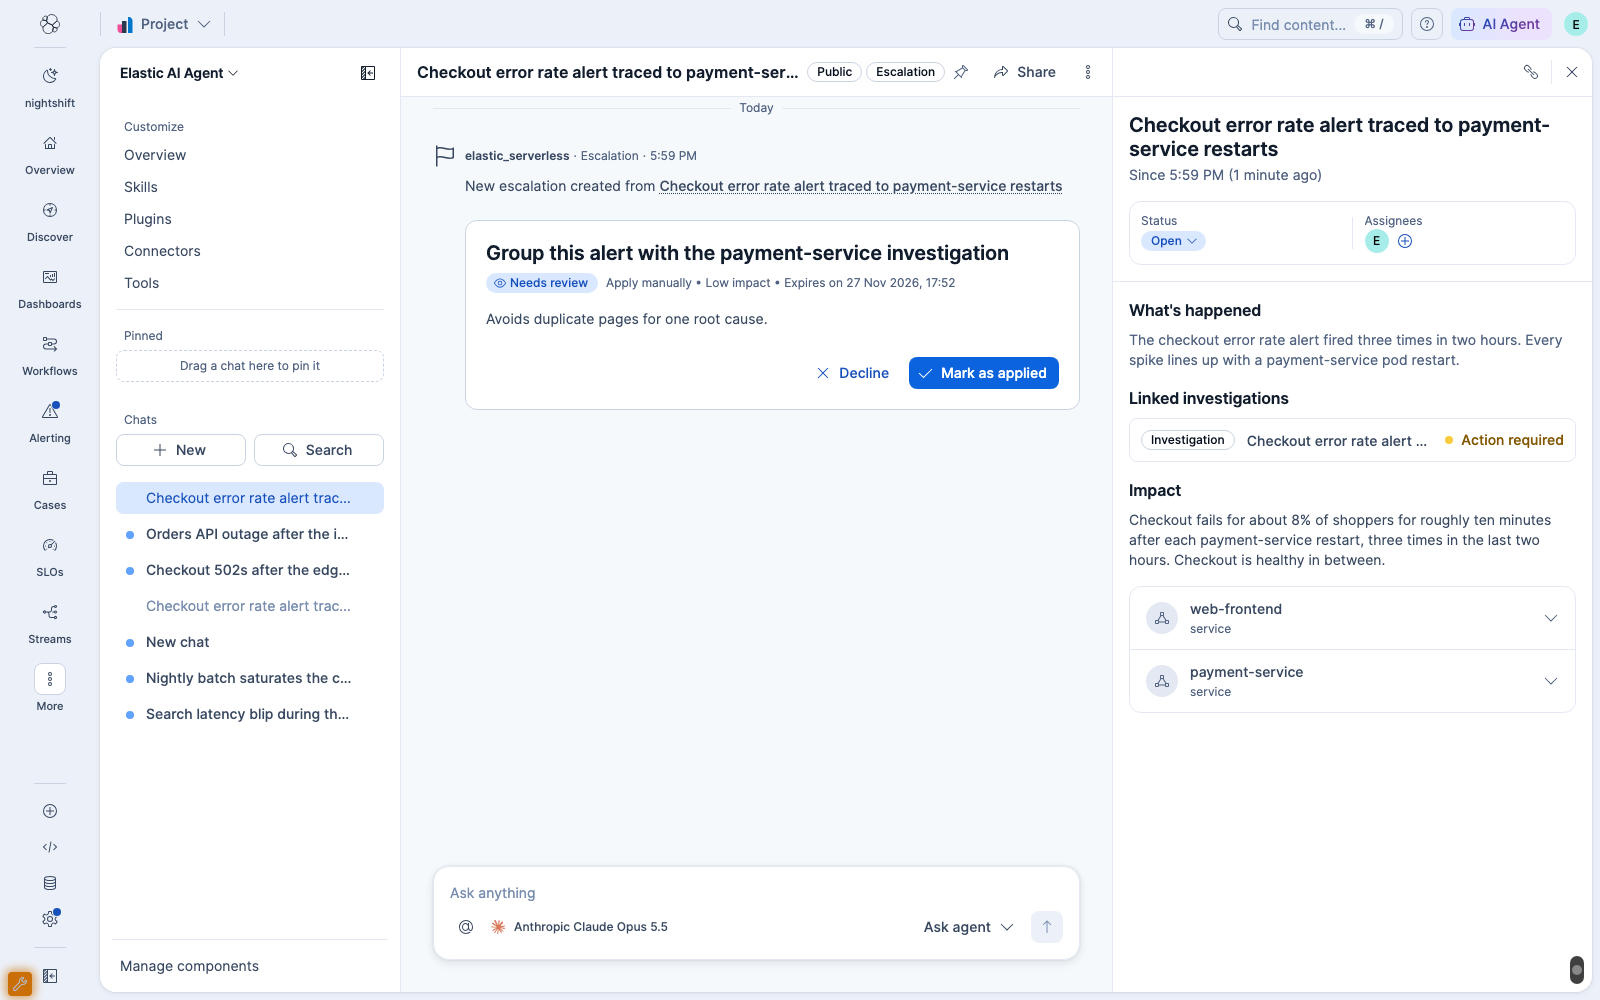 Project
Find content...
⌘ /
AI Agent
E
nightshift
Overview
Discover
Dashboards
Workflows
Alerting
Cases
SLOs
Streams
More
Elastic AI Agent
Customize
Overview
Skills
Plugins
Connectors
Tools
Pinned
Drag a chat here to pin it
Chats
New
Search
Checkout error rate alert trac...
Orders API outage after the i...
Checkout 502s after the edg...
Checkout error rate alert trac...
New chat
Nightly batch saturates the c...
Search latency blip during th...
Manage components
Checkout error rate alert traced to payment-ser...
Public
Escalation
Share
Today
elastic_serverless · Escalation · 5:59 PM
New escalation created from Checkout error rate alert traced to payment-service restarts
Group this alert with the payment-service investigation
Needs review
Apply manually • Low impact • Expires on 27 Nov 2026, 17:52
Avoids duplicate pages for one root cause.
Decline
Mark as applied
Ask anything
@
Anthropic Claude Opus 5.5
Ask agent
Checkout error rate alert traced to payment-
service restarts
Since 5:59 PM (1 minute ago)
Status
Open
Assignees
E
What's happened
The checkout error rate alert fired three times in two hours. Every
spike lines up with a payment-service pod restart.
Linked investigations
Investigation
Checkout error rate alert ...
Action required
Impact
Checkout fails for about 8% of shoppers for roughly ten minutes
after each payment-service restart, three times in the last two
hours. Checkout is healthy in between.
web-frontend
service
payment-service
service